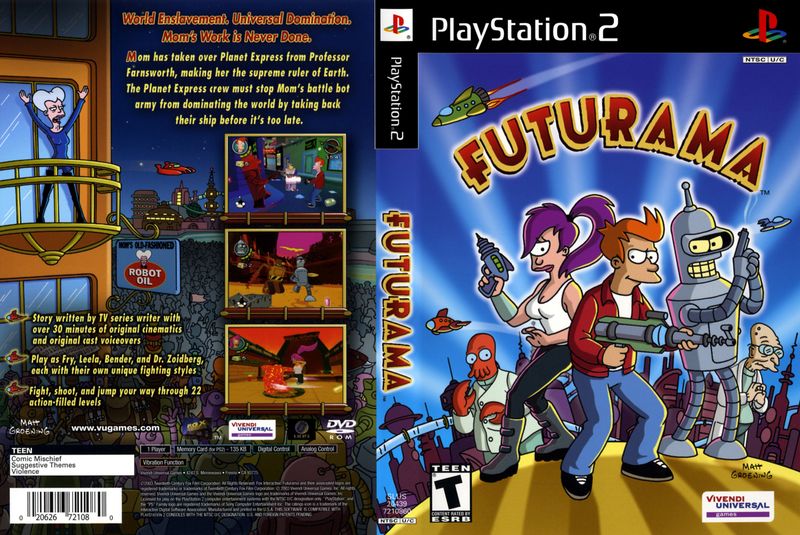 World Enslavement. Universal Domination.
Mom's Work is Never Done.
Mom has taken over Planet Express from Professor
Farnsworth, making her the supreme ruler of Earth.
The Planet Express crew must stop Mom's battle bot
army from dominating the world by taking back
their ship before it's too late.
MOM'S OLD-FASHIONED
ROBOT
OIL
Story written by TV series writer with
over 30 minutes of original cinematics
and original cast voiceovers
Play as Fry, Leela, Bender, and Dr. Zoidberg,
each with their own unique fighting styles
Fight, shoot, and jump your way through 22
action-filled levels
MATT
GROENING
www.vugames.com
VIVENDI
UNIVERSAL
games
DVD
ROM
TEEN
Comic Mischief
Suggestive Themes
Violence
1 Player
Memory Card (for PS2) - 135 KB
Digital Control
Analog Control
Vibration Function
0 20626 72108 0
PlayStation 2
FUTURAMA
SLUS
20439
7210860
NTSC U/C
PlayStation®2
NTSC U/C
FUTURAMA™
TEEN
T
CONTENT RATED BY
ESRB
MATT
GROENING
VIVENDI
UNIVERSAL
games